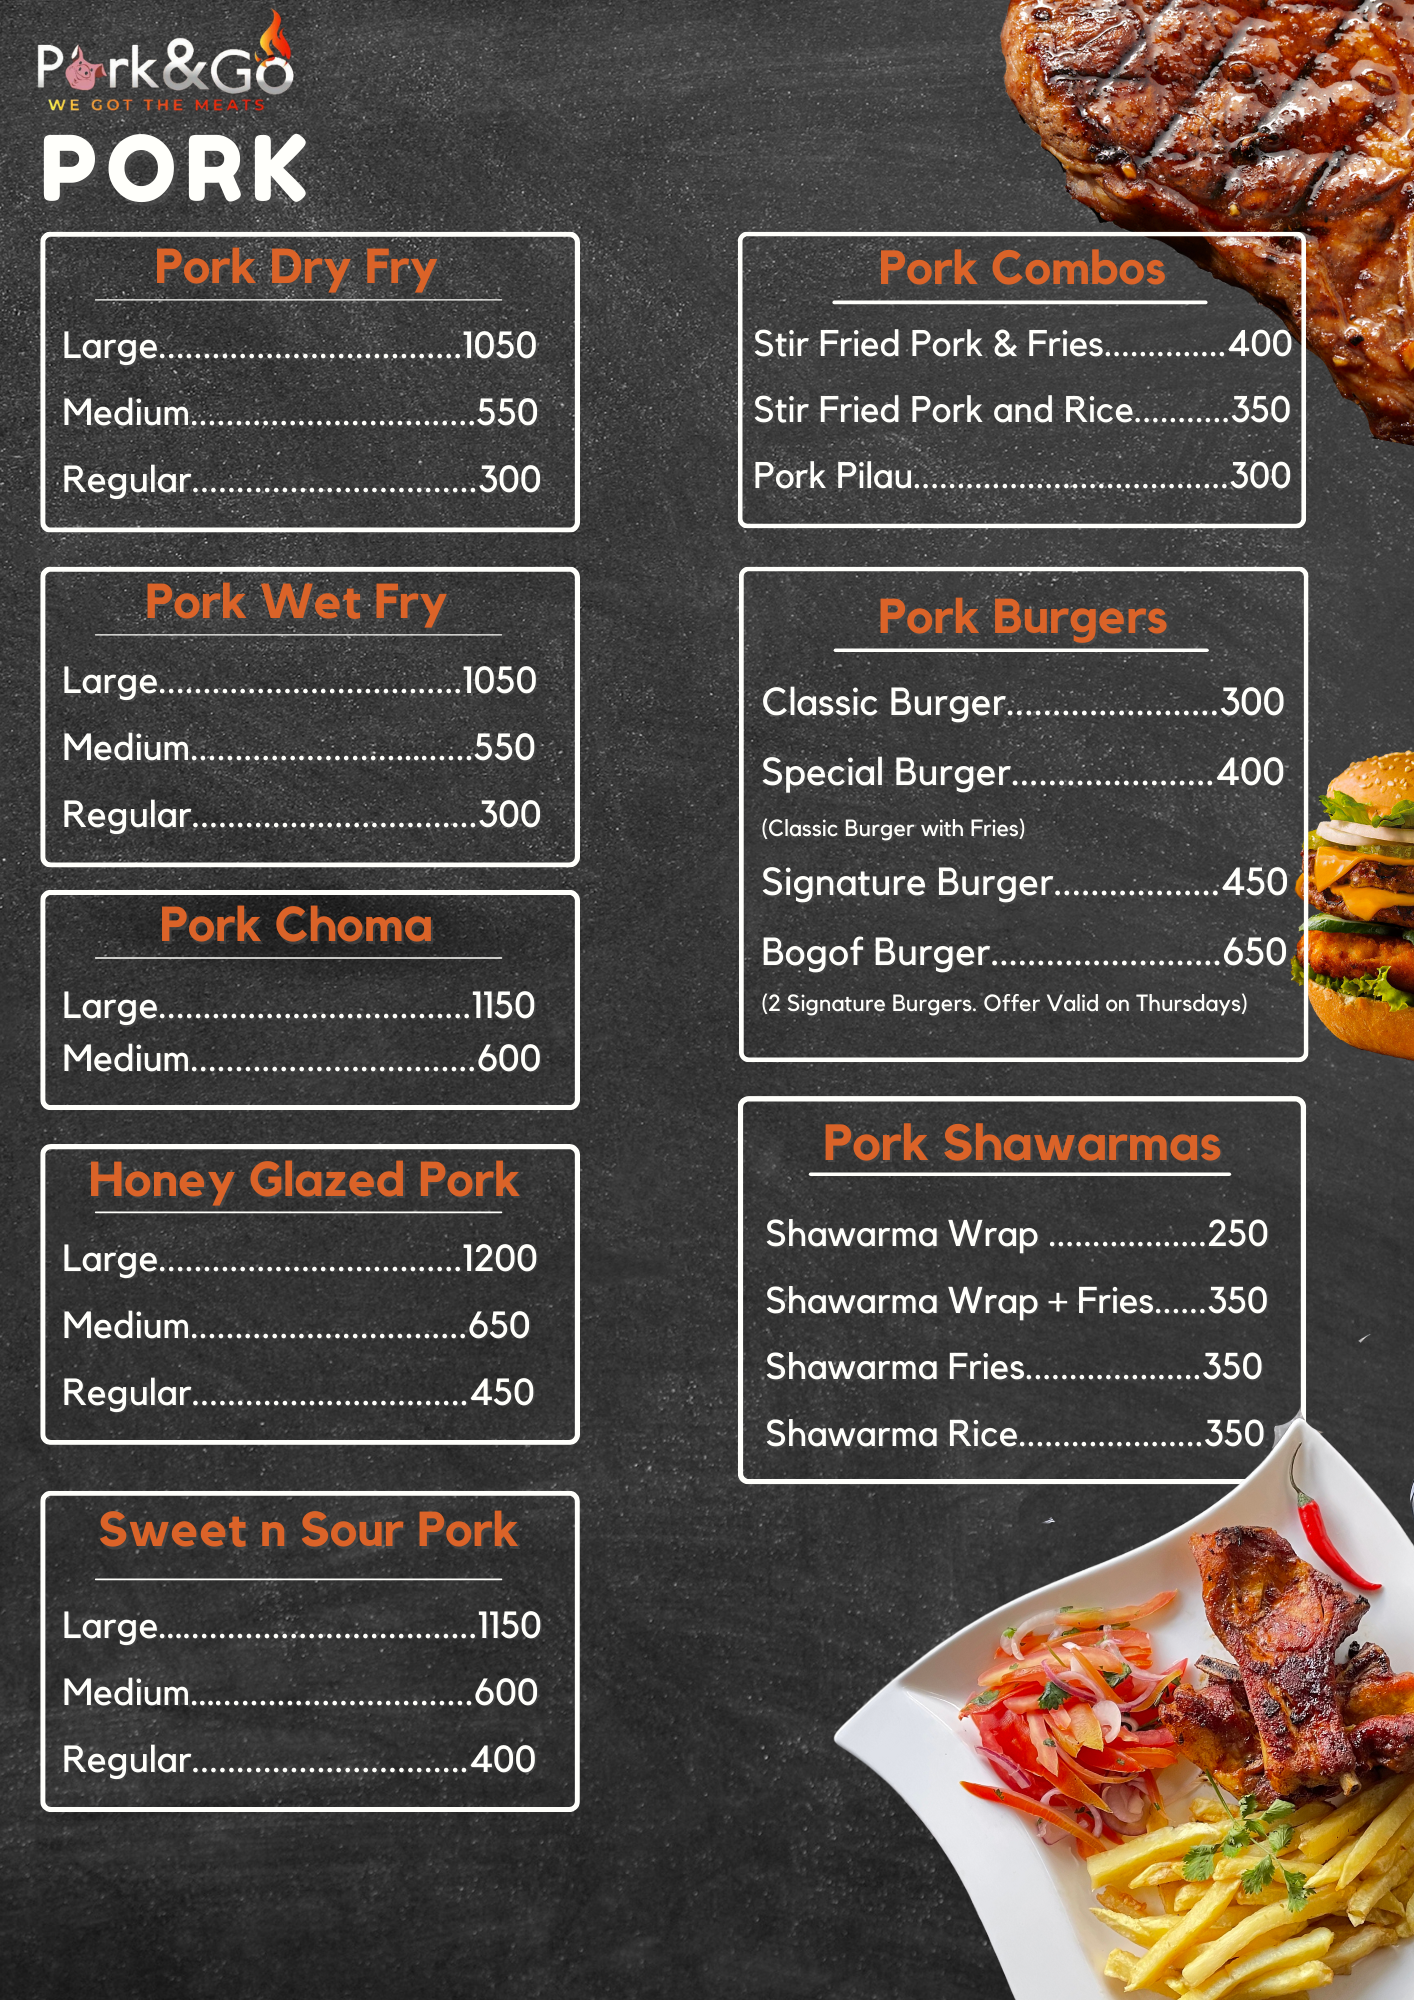 Pork&Go
WE GOT THE MEATS
PORK
Pork Dry Fry
Large..................................1050
Medium................................550
Regular................................300
Pork Wet Fry
Large..................................1050
Medium................................550
Regular................................300
Pork Choma
Large...................................1150
Medium................................600
Honey Glazed Pork
Large..................................1200
Medium...............................650
Regular...............................450
Sweet n Sour Pork
Large....................................1150
Medium................................600
Regular...............................400
Pork Combos
Stir Fried Pork & Fries..............400
Stir Fried Pork and Rice...........350
Pork Pilau....................................300
Pork Burgers
Classic Burger.......................300
Special Burger......................400
(Classic Burger with Fries)
Signature Burger..................450
Bogof Burger.........................650
(2 Signature Burgers. Offer Valid on Thursdays)
Pork Shawarmas
Shawarma Wrap ..................250
Shawarma Wrap + Fries......350
Shawarma Fries....................350
Shawarma Rice.....................350